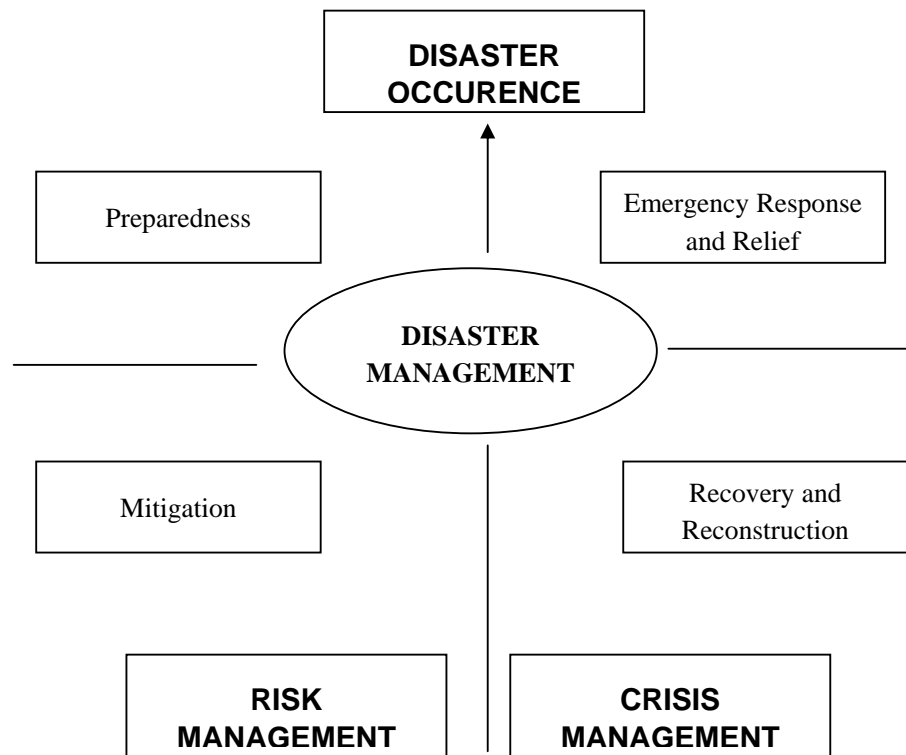 DISASTER
OCCURENCE
Preparedness
Emergency Response
and Relief
DISASTER
MANAGEMENT
Mitigation
Recovery and
Reconstruction
RISK
MANAGEMENT
CRISIS
MANAGEMENT